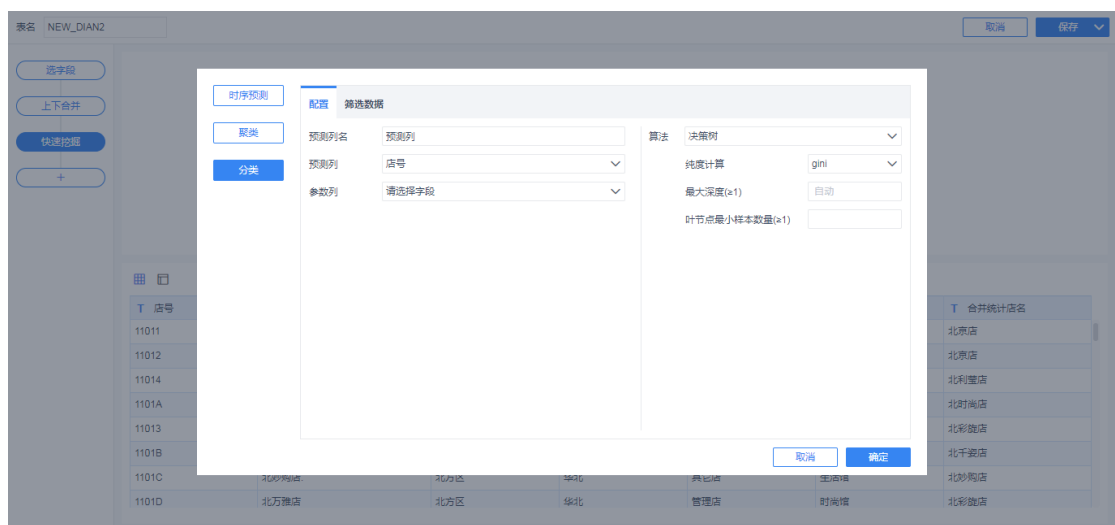 表名 NEW_DIAN2 取消 保存
选字段
上下合并
快速挖掘
+
时序预测
聚类
分类
配置 筛选数据
预测列名 预测列
预测列 店号
参数列 请选择字段
算法 决策树
纯度计算 gini
最大深度(≥1) 自动
叶节点最小样本数量(≥1)
取消 确定
T 店号 T 合并统计店名
11011 北京店
11012 北京店
11014 北利莹店
1101A 北时尚店
11013 北彩旋店
1101B 北千姿店
1101C 北妙购店. 北方区 华北 其它店 生活馆 北妙购店
1101D 北万雅店 北方区 华北 管理店 时尚馆 北彩旋店